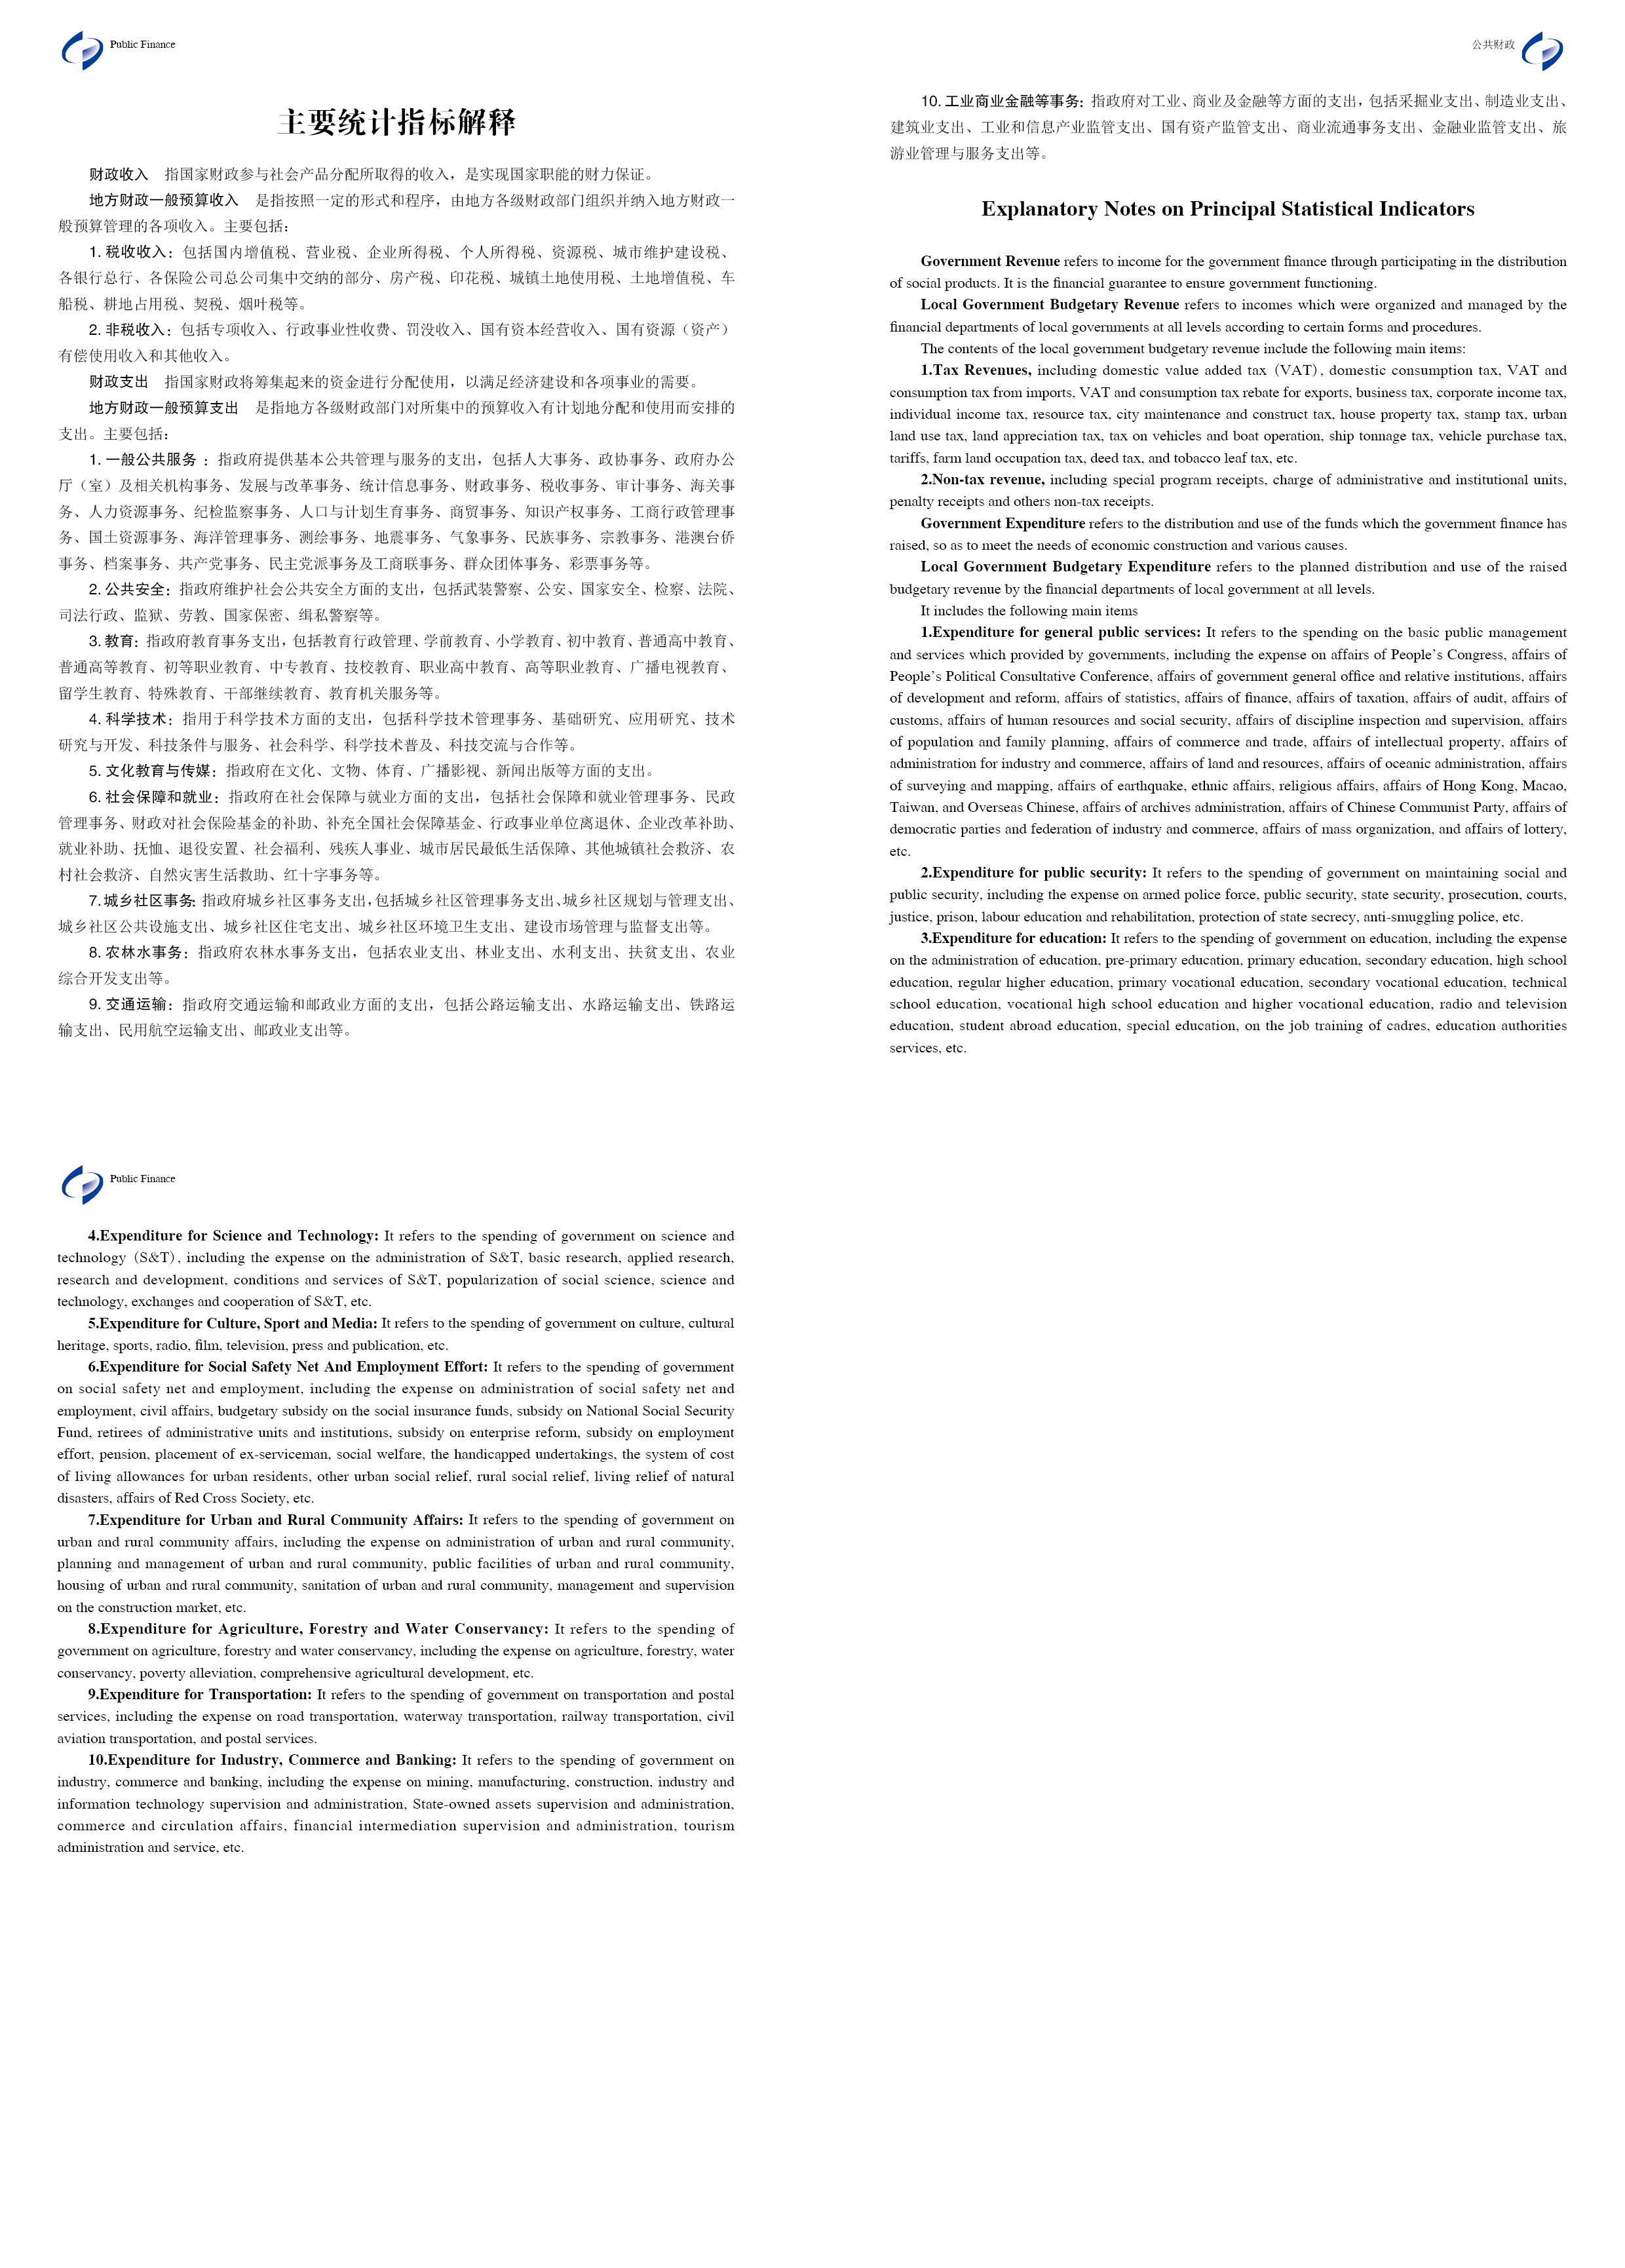 Public Finance
主要统计指标解释
财政收入 指国家财政参与社会产品分配所取得的收入，是实现国家职能的财力保证。
地方财政一般预算收入 是指按照一定的形式和程序，由地方各级财政部门组织并纳入地方财政一
般预算管理的各项收入。主要包括：
1. 税收收入：包括国内增值税、营业税、企业所得税、个人所得税、资源税、城市维护建设税、
各银行总行、各保险公司总公司集中交纳的部分、房产税、印花税、城镇土地使用税、土地增值税、车
船税、耕地占用税、契税、烟叶税等。
2. 非税收入：包括专项收入、行政事业性收费、罚没收入、国有资本经营收入、国有资源（资产）
有偿使用收入和其他收入。
财政支出 指国家财政将筹集起来的资金进行分配使用，以满足经济建设和各项事业的需要。
地方财政一般预算支出 是指地方各级财政部门对所集中的预算收入有计划地分配和使用而安排的
支出。主要包括：
1. 一般公共服务 ：指政府提供基本公共管理与服务的支出，包括人大事务、政协事务、政府办公
厅（室）及相关机构事务、发展与改革事务、统计信息事务、财政事务、税收事务、审计事务、海关事
务、人力资源事务、纪检监察事务、人口与计划生育事务、商贸事务、知识产权事务、工商行政管理事
务、国土资源事务、海洋管理事务、测绘事务、地震事务、气象事务、民族事务、宗教事务、港澳台侨
事务、档案事务、共产党事务、民主党派事务及工商联事务、群众团体事务、彩票事务等。
2. 公共安全：指政府维护社会公共安全方面的支出，包括武装警察、公安、国家安全、检察、法院、
司法行政、监狱、劳教、国家保密、缉私警察等。
3. 教育：指政府教育事务支出，包括教育行政管理、学前教育、小学教育、初中教育、普通高中教育、
普通高等教育、初等职业教育、中专教育、技校教育、职业高中教育、高等职业教育、广播电视教育、
留学生教育、特殊教育、干部继续教育、教育机关服务等。
4. 科学技术：指用于科学技术方面的支出，包括科学技术管理事务、基础研究、应用研究、技术
研究与开发、科技条件与服务、社会科学、科学技术普及、科技交流与合作等。
5. 文化教育与传媒：指政府在文化、文物、体育、广播影视、新闻出版等方面的支出。
6. 社会保障和就业：指政府在社会保障与就业方面的支出，包括社会保障和就业管理事务、民政
管理事务、财政对社会保险基金的补助、补充全国社会保障基金、行政事业单位离退休、企业改革补助、
就业补助、抚恤、退役安置、社会福利、残疾人事业、城市居民最低生活保障、其他城镇社会救济、农
村社会救济、自然灾害生活救助、红十字事务等。
7. 城乡社区事务：指政府城乡社区事务支出，包括城乡社区管理事务支出、城乡社区规划与管理支出、
城乡社区公共设施支出、城乡社区住宅支出、城乡社区环境卫生支出、建设市场管理与监督支出等。
8. 农林水事务：指政府农林水事务支出，包括农业支出、林业支出、水利支出、扶贫支出、农业
综合开发支出等。
9. 交通运输：指政府交通运输和邮政业方面的支出，包括公路运输支出、水路运输支出、铁路运
输支出、民用航空运输支出、邮政业支出等。
公共财政
10. 工业商业金融等事务：指政府对工业、商业及金融等方面的支出，包括采掘业支出、制造业支出、
建筑业支出、工业和信息产业监管支出、国有资产监管支出、商业流通事务支出、金融业监管支出、旅
游业管理与服务支出等。
Explanatory Notes on Principal Statistical Indicators
Government Revenue refers to income for the government finance through participating in the distribution
of social products. It is the financial guarantee to ensure government functioning.
Local Government Budgetary Revenue refers to incomes which were organized and managed by the
financial departments of local governments at all levels according to certain forms and procedures.
The contents of the local government budgetary revenue include the following main items:
1.Tax Revenues, including domestic value added tax（VAT）, domestic consumption tax, VAT and
consumption tax from imports, VAT and consumption tax rebate for exports, business tax, corporate income tax,
individual income tax, resource tax, city maintenance and construct tax, house property tax, stamp tax, urban
land use tax, land appreciation tax, tax on vehicles and boat operation, ship tonnage tax, vehicle purchase tax,
tariffs, farm land occupation tax, deed tax, and tobacco leaf tax, etc.
2.Non-tax revenue, including special program receipts, charge of administrative and institutional units,
penalty receipts and others non-tax receipts.
Government Expenditure refers to the distribution and use of the funds which the government finance has
raised, so as to meet the needs of economic construction and various causes.
Local Government Budgetary Expenditure refers to the planned distribution and use of the raised
budgetary revenue by the financial departments of local government at all levels.
It includes the following main items
1.Expenditure for general public services: It refers to the spending on the basic public management
and services which provided by governments, including the expense on affairs of People's Congress, affairs of
People's Political Consultative Conference, affairs of government general office and relative institutions, affairs
of development and reform, affairs of statistics, affairs of finance, affairs of taxation, affairs of audit, affairs of
customs, affairs of human resources and social security, affairs of discipline inspection and supervision, affairs
of population and family planning, affairs of commerce and trade, affairs of intellectual property, affairs of
administration for industry and commerce, affairs of land and resources, affairs of oceanic administration, affairs
of surveying and mapping, affairs of earthquake, ethnic affairs, religious affairs, affairs of Hong Kong, Macao,
Taiwan, and Overseas Chinese, affairs of archives administration, affairs of Chinese Communist Party, affairs of
democratic parties and federation of industry and commerce, affairs of mass organization, and affairs of lottery,
etc.
2.Expenditure for public security: It refers to the spending of government on maintaining social and
public security, including the expense on armed police force, public security, state security, prosecution, courts,
justice, prison, labour education and rehabilitation, protection of state secrecy, anti-smuggling police, etc.
3.Expenditure for education: It refers to the spending of government on education, including the expense
on the administration of education, pre-primary education, primary education, secondary education, high school
education, regular higher education, primary vocational education, secondary vocational education, technical
school education, vocational high school education and higher vocational education, radio and television
education, student abroad education, special education, on the job training of cadres, education authorities
services, etc.
Public Finance
4.Expenditure for Science and Technology: It refers to the spending of government on science and
technology（S&T）, including the expense on the administration of S&T, basic research, applied research,
research and development, conditions and services of S&T, popularization of social science, science and
technology, exchanges and cooperation of S&T, etc.
5.Expenditure for Culture, Sport and Media: It refers to the spending of government on culture, cultural
heritage, sports, radio, film, television, press and publication, etc.
6.Expenditure for Social Safety Net And Employment Effort: It refers to the spending of government
on social safety net and employment, including the expense on administration of social safety net and
employment, civil affairs, budgetary subsidy on the social insurance funds, subsidy on National Social Security
Fund, retirees of administrative units and institutions, subsidy on enterprise reform, subsidy on employment
effort, pension, placement of ex-serviceman, social welfare, the handicapped undertakings, the system of cost
of living allowances for urban residents, other urban social relief, rural social relief, living relief of natural
disasters, affairs of Red Cross Society, etc.
7.Expenditure for Urban and Rural Community Affairs: It refers to the spending of government on
urban and rural community affairs, including the expense on administration of urban and rural community,
planning and management of urban and rural community, public facilities of urban and rural community,
housing of urban and rural community, sanitation of urban and rural community, management and supervision
on the construction market, etc.
8.Expenditure for Agriculture, Forestry and Water Conservancy: It refers to the spending of
government on agriculture, forestry and water conservancy, including the expense on agriculture, forestry, water
conservancy, poverty alleviation, comprehensive agricultural development, etc.
9.Expenditure for Transportation: It refers to the spending of government on transportation and postal
services, including the expense on road transportation, waterway transportation, railway transportation, civil
aviation transportation, and postal services.
10.Expenditure for Industry, Commerce and Banking: It refers to the spending of government on
industry, commerce and banking, including the expense on mining, manufacturing, construction, industry and
information technology supervision and administration, State-owned assets supervision and administration,
commerce and circulation affairs, financial intermediation supervision and administration, tourism
administration and service, etc.